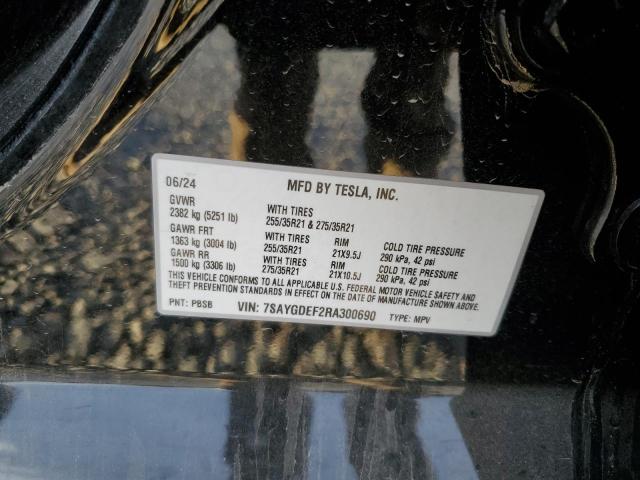 06/24 MFD BY TESLA, INC.
GVWR
2382 kg (5251 lb) WITH TIRES 255/35R21 & 275/35R21
GAWR FRT
1363 kg (3004 lb) WITH TIRES 255/35R21 RIM 21X9.5J COLD TIRE PRESSURE 290 kPa, 42 psi
GAWR RR
1500 kg (3306 lb) WITH TIRES 275/35R21 RIM 21X10.5J COLD TIRE PRESSURE 290 kPa, 42 psi
THIS VEHICLE CONFORMS TO ALL APPLICABLE U.S. FEDERAL MOTOR VEHICLE SAFETY AND
THEFT PREVENTION STANDARDS IN EFFECT ON THE DATE OF MANUFACTURE SHOWN ABOVE.
PNT: PBSB VIN: 7SAYGDEF2RA300690 TYPE: MPV